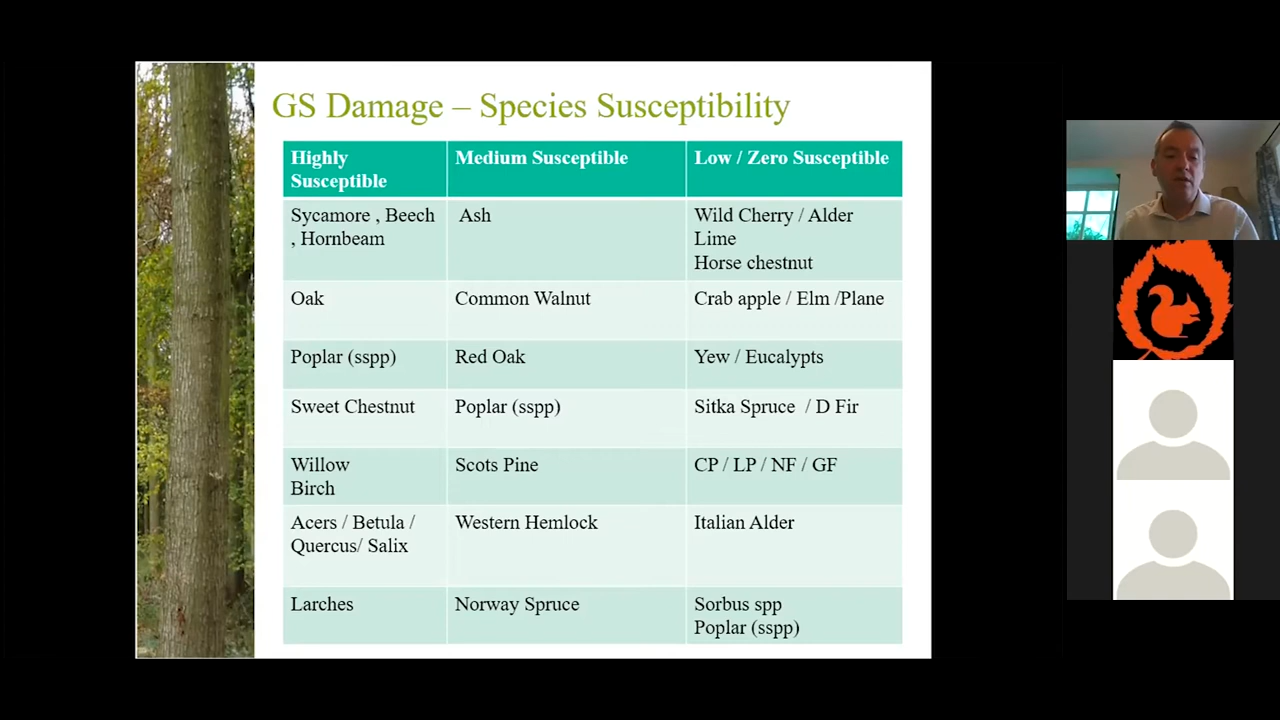 GS Damage – Species Susceptibility
Highly
Susceptible
Medium Susceptible
Low / Zero Susceptible
Sycamore , Beech
, Hornbeam
Ash
Wild Cherry / Alder
Lime
Horse chestnut
Oak
Common Walnut
Crab apple / Elm /Plane
Poplar (sspp)
Red Oak
Yew / Eucalypts
Sweet Chestnut
Poplar (sspp)
Sitka Spruce / D Fir
Willow
Birch
Scots Pine
CP / LP / NF / GF
Acers / Betula /
Quercus/ Salix
Western Hemlock
Italian Alder
Larches
Norway Spruce
Sorbus spp
Poplar (sspp)